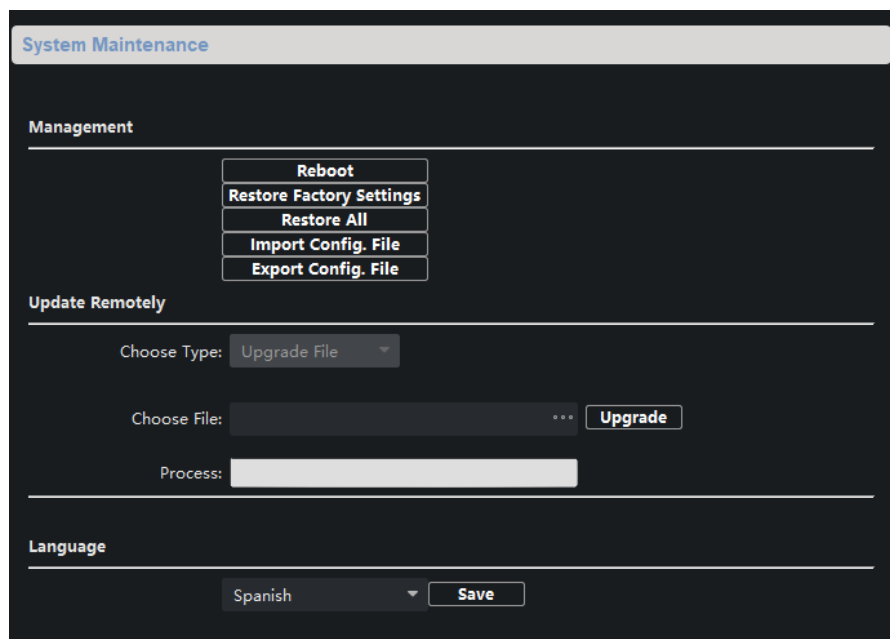 System Maintenance
Management
Reboot
Restore Factory Settings
Restore All
Import Config. File
Export Config. File
Update Remotely
Choose Type: Upgrade File
Choose File: ... Upgrade
Process:
Language
Spanish Save